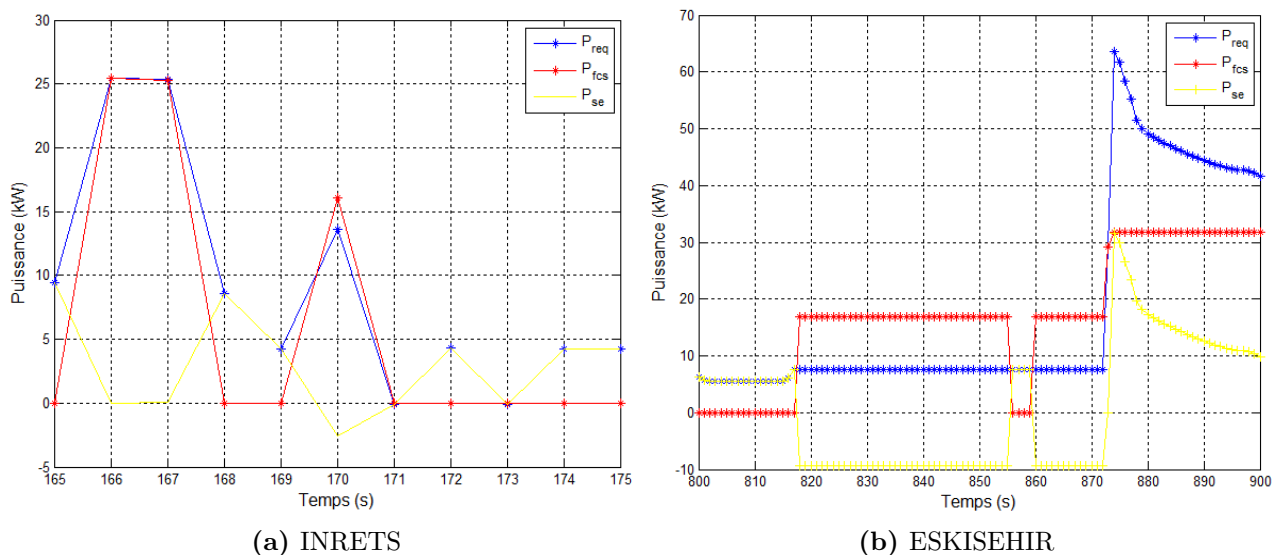 30
25
20
15
10
5
0
-5
Puissance (kW)
165 166 167 168 169 170 171 172 173 174 175
Temps (s)
P_req
P_fcs
P_se
(a) INRETS
70
60
50
40
30
20
10
0
-10
Puissance (kW)
800 810 820 830 840 850 860 870 880 890 900
Temps (s)
P_req
P_fcs
P_se
(b) ESKISEHIR